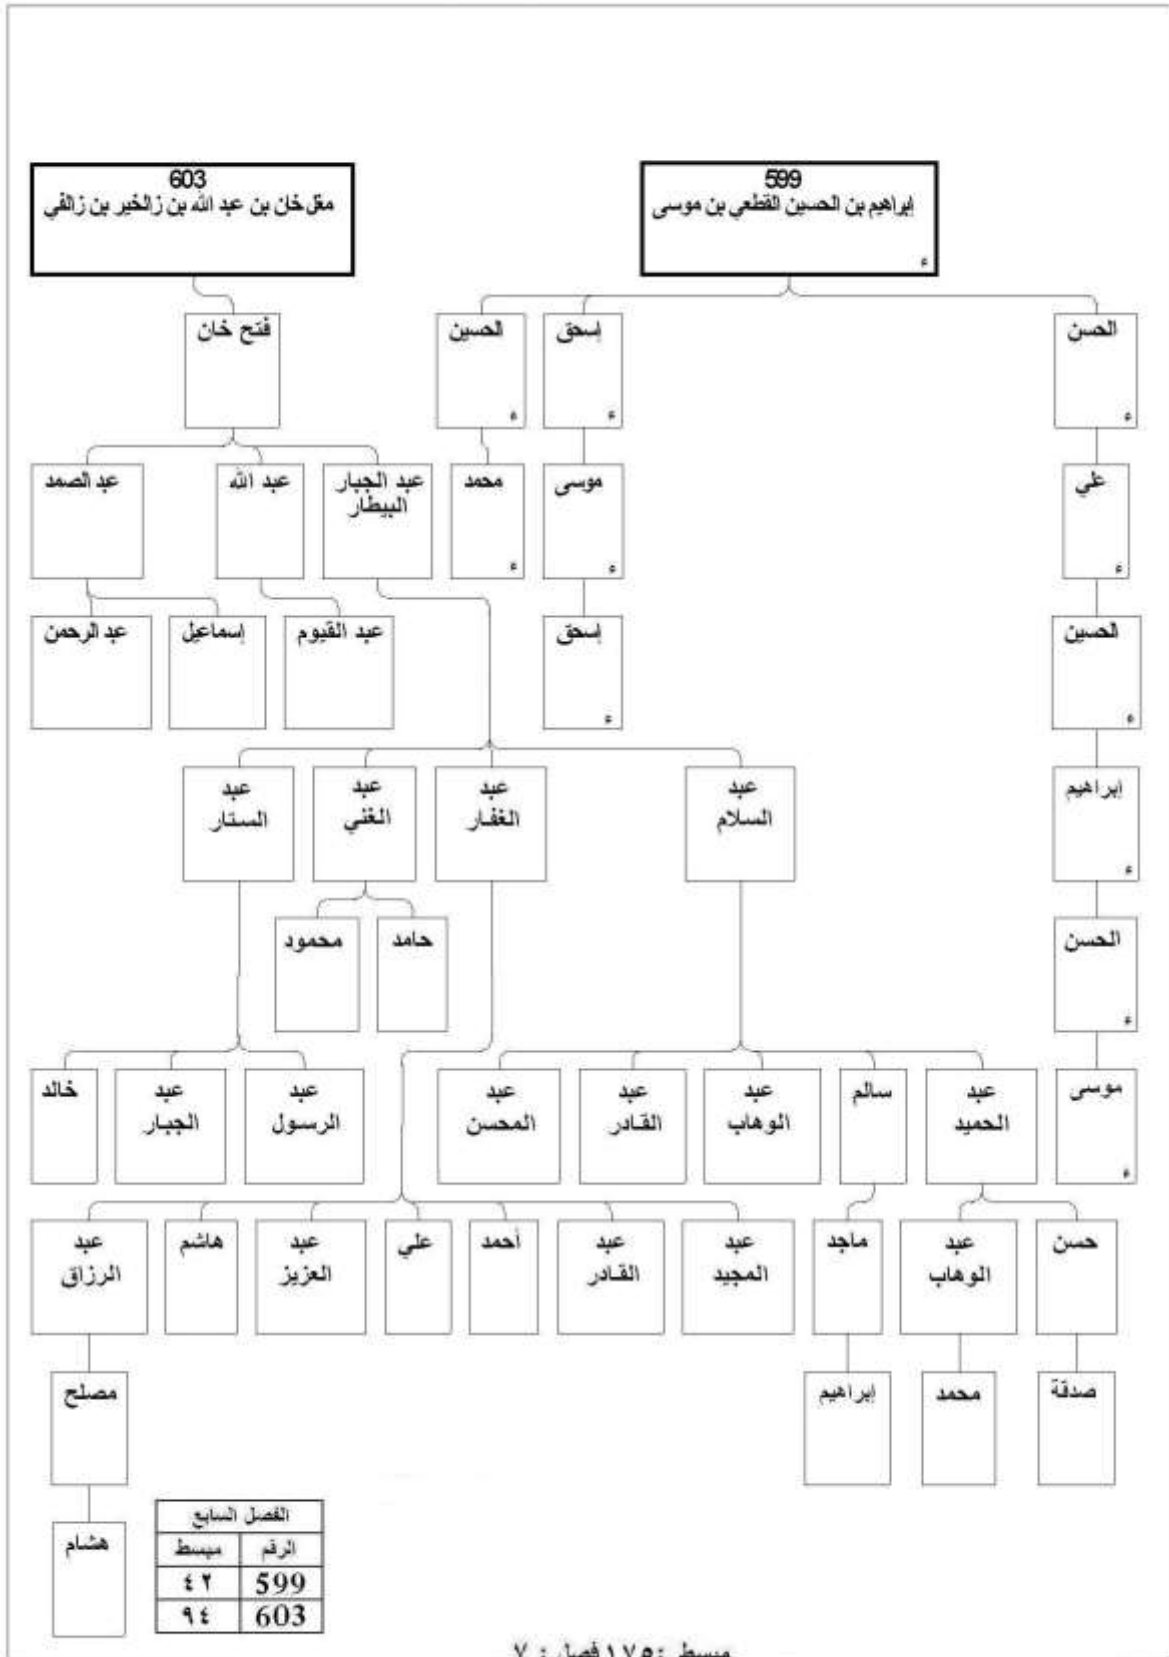 599
إبراهيم بن الحسين القطعي بن موسى
ء
603
مغل خان بن عبد الله بن زالخير بن زالفي
الحسن
ء
إسحق
ء
الحسين
ء
فتح خان
علي
ء
موسى
ء
محمد
ء
عبد الجبار
البيطار
عبد الله
عبد الصمد
الحسين
ء
إسحق
ء
عبد القيوم
إسماعيل
عبد الرحمن
إبراهيم
ء
عبد
السلام
عبد
الغفار
عبد
الغني
عبد
الستار
الحسن
ء
حامد
محمود
موسى
ء
عبد
الحميد
سالم
عبد
الوهاب
عبد
القادر
عبد
المحسن
عبد
الرسول
عبد
الجبار
خالد
حسن
عبد
الوهاب
ماجد
عبد
المجيد
عبد
القادر
أحمد
علي
عبد
العزيز
هاشم
عبد
الرزاق
صدقة
محمد
إبراهيم
مصلح
هشام
الفصل السابع
الرقم مبسط
599 ٤٢
603 ٩٤
مبسط : ١٧٥ فصل : ٧